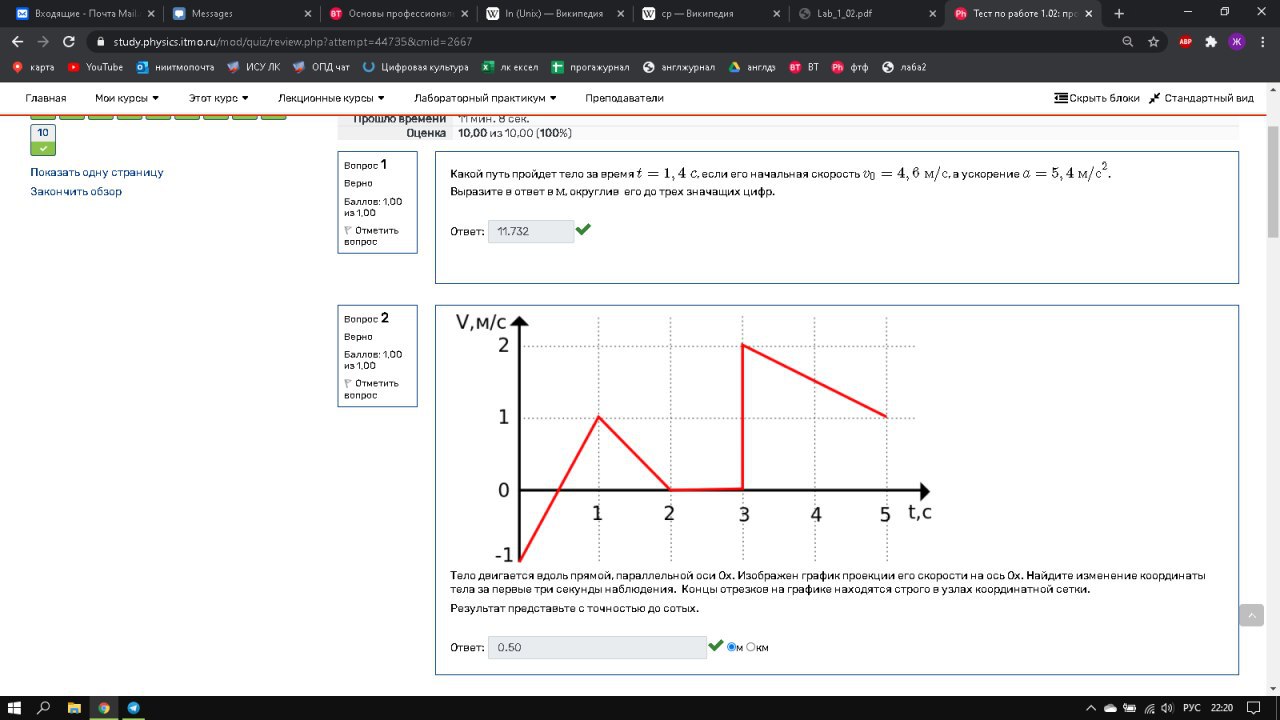 Входящие - Почта Mail
Messages
Основы профессионал
ln (Unix) — Википедия
cp — Википедия
Lab_1_02.pdf
Тест по работе 1.02: пр
study.physics.itmo.ru/mod/quiz/review.php?attempt=44735&cmid=2667
карта YouTube ниитмопочта ИСУ ЛК ОПД чат Цифровая культура лк ексел прогажурнал англжурнал англдз ВТ фтф лаба2
Главная Мои курсы Этот курс Лекционные курсы Лабораторный практикум Преподаватели Скрыть блоки Стандартный вид
10
Показать одну страницу
Закончить обзор
Прошло времени 11 мин. 8 сек.
Оценка 10,00 из 10,00 (100%)
Вопрос 1
Верно
Баллов: 1,00
из 1,00
Отметить
вопрос
Какой путь пройдет тело за время t = 1, 4 с, если его начальная скорость v₀ = 4, 6 м/с, а ускорение a = 5, 4 м/с².
Выразите в ответ в м, округлив его до трех значащих цифр.
Ответ: 11.732
Вопрос 2
Верно
Баллов: 1,00
из 1,00
Отметить
вопрос
V,м/с
2
1
0
-1
1 2 3 4 5 t,с
Тело двигается вдоль прямой, параллельной оси Ox. Изображен график проекции его скорости на ось Ox. Найдите изменение координаты
тела за первые три секунды наблюдения. Концы отрезков на графике находятся строго в узлах координатной сетки.
Результат представьте с точностью до сотых.
Ответ: 0.50 м км
РУС 22:20